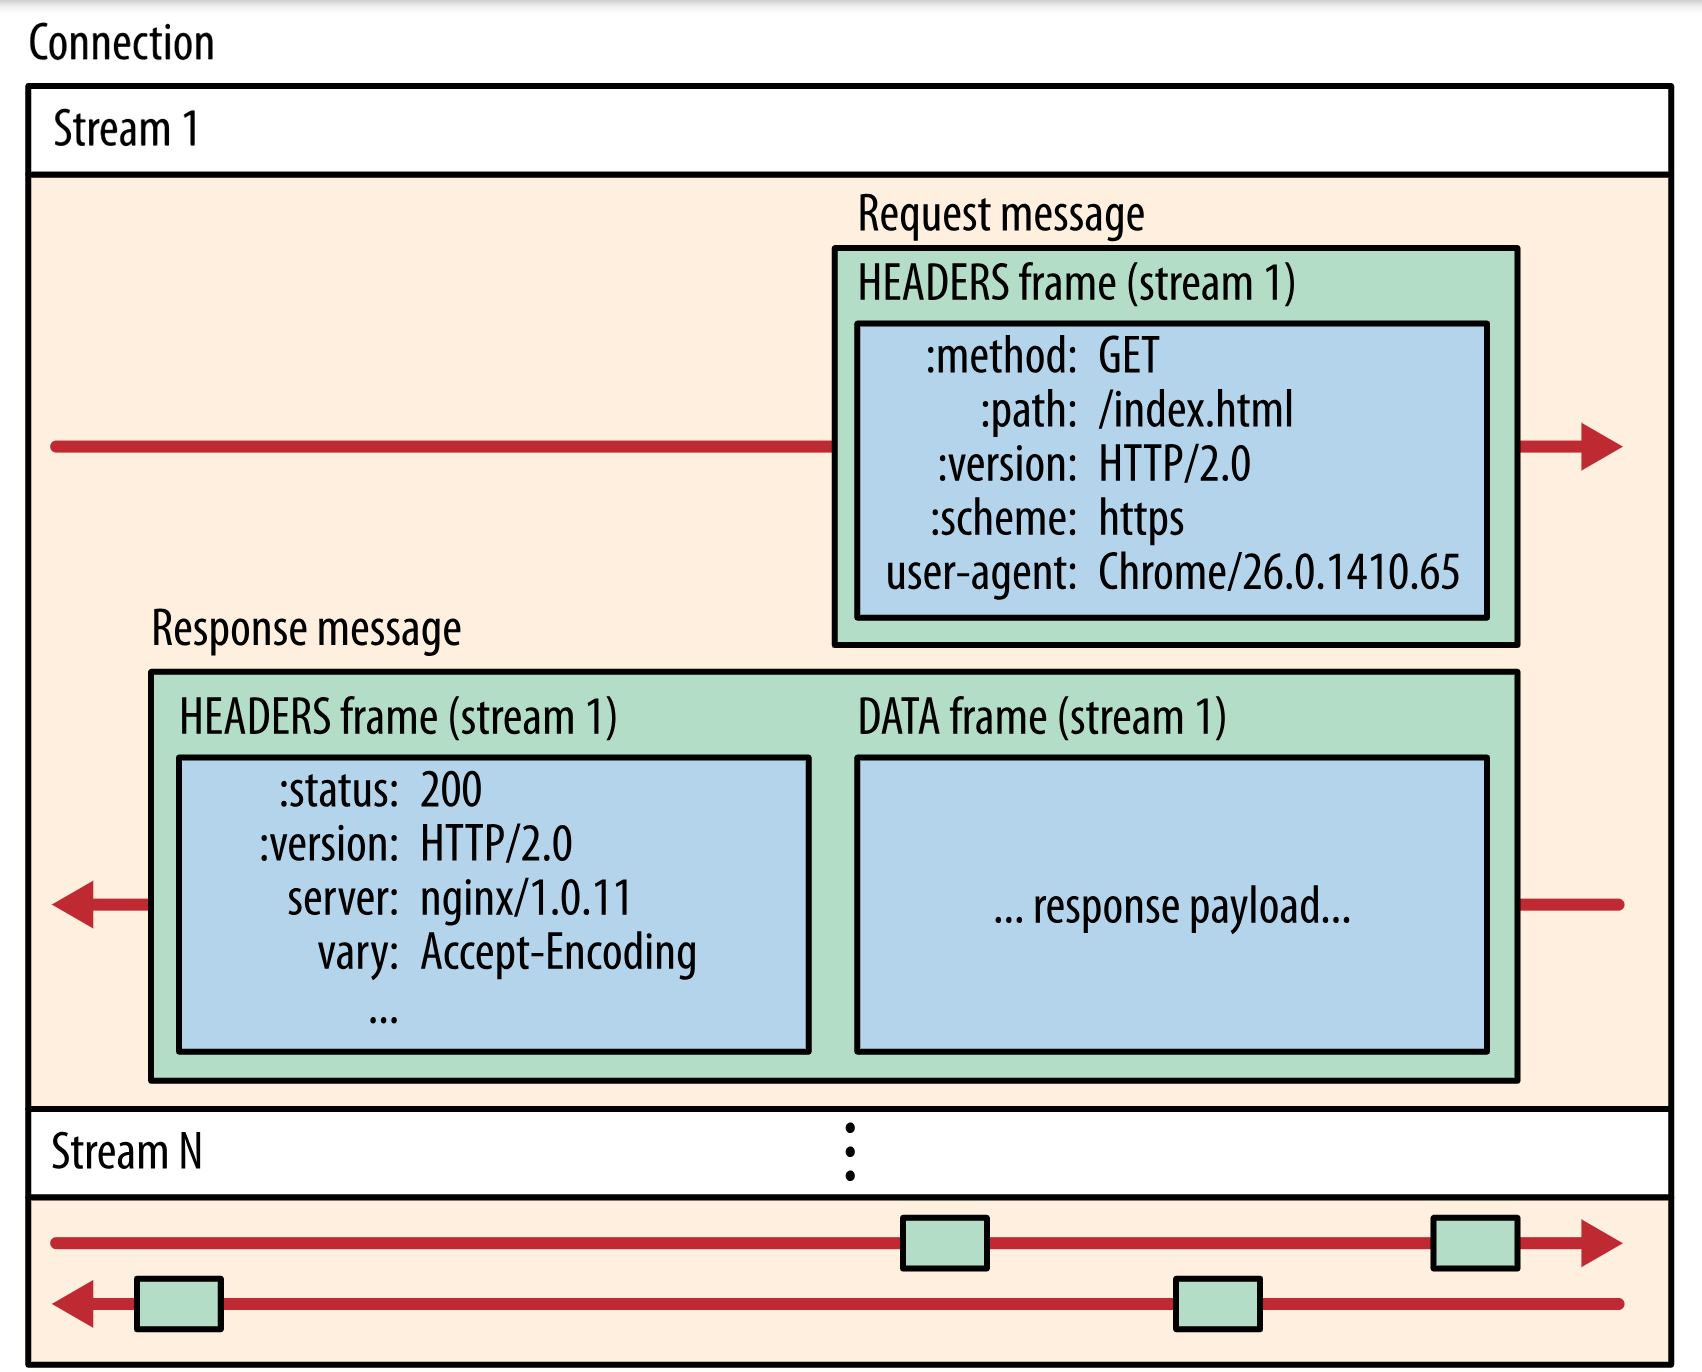 Connection
Stream 1
Request message
HEADERS frame (stream 1)
:method: GET
:path: /index.html
:version: HTTP/2.0
:scheme: https
user-agent: Chrome/26.0.1410.65
Response message
HEADERS frame (stream 1)
:status: 200
:version: HTTP/2.0
server: nginx/1.0.11
vary: Accept-Encoding
...
DATA frame (stream 1)
... response payload...
Stream N